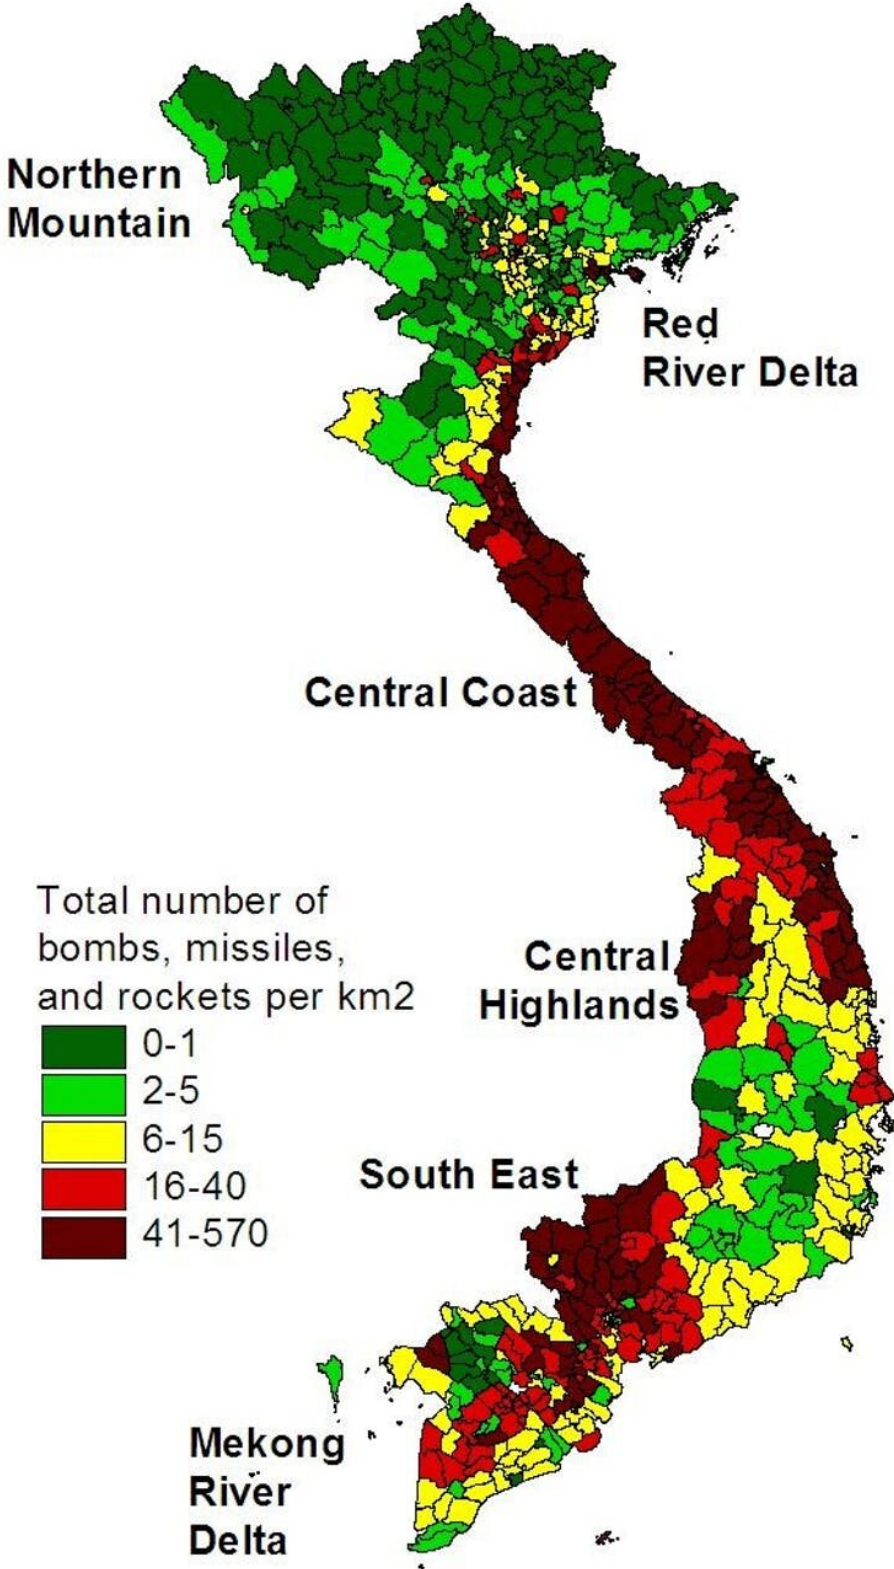 Northern
Mountain
Red
River Delta
Central Coast
Total number of
bombs, missiles,
and rockets per km2
0-1
2-5
6-15
16-40
41-570
Central
Highlands
South East
Mekong
River
Delta